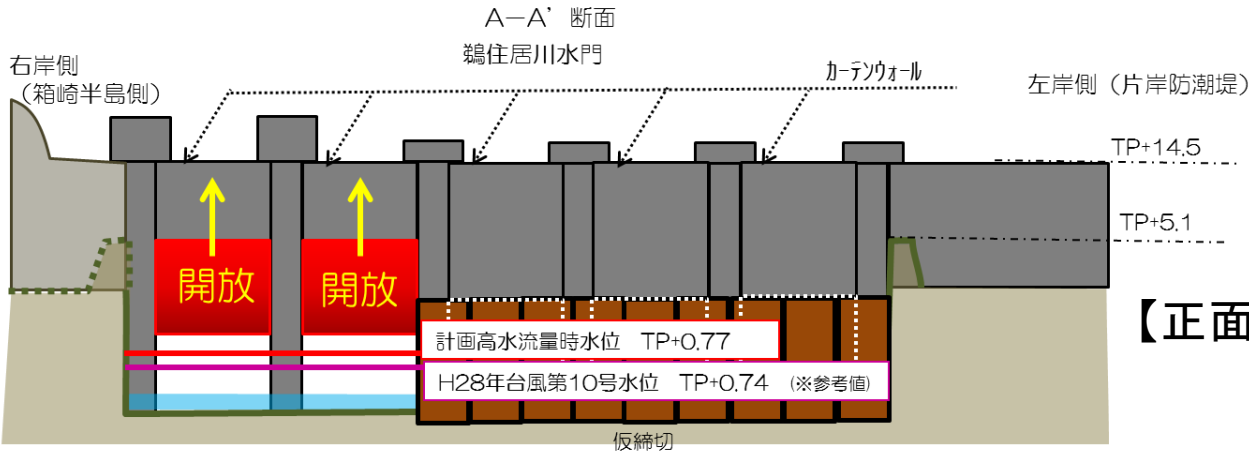 A-A’ 断面
鵜住居川水門
右岸側
（箱崎半島側）
カーテンウォール
左岸側（片岸防潮堤）
TP+14.5
TP+5.1
開放
開放
【正面
計画高水流量時水位 TP+0.77
H28年台風第10号水位 TP+0.74 （※参考値）
仮締切